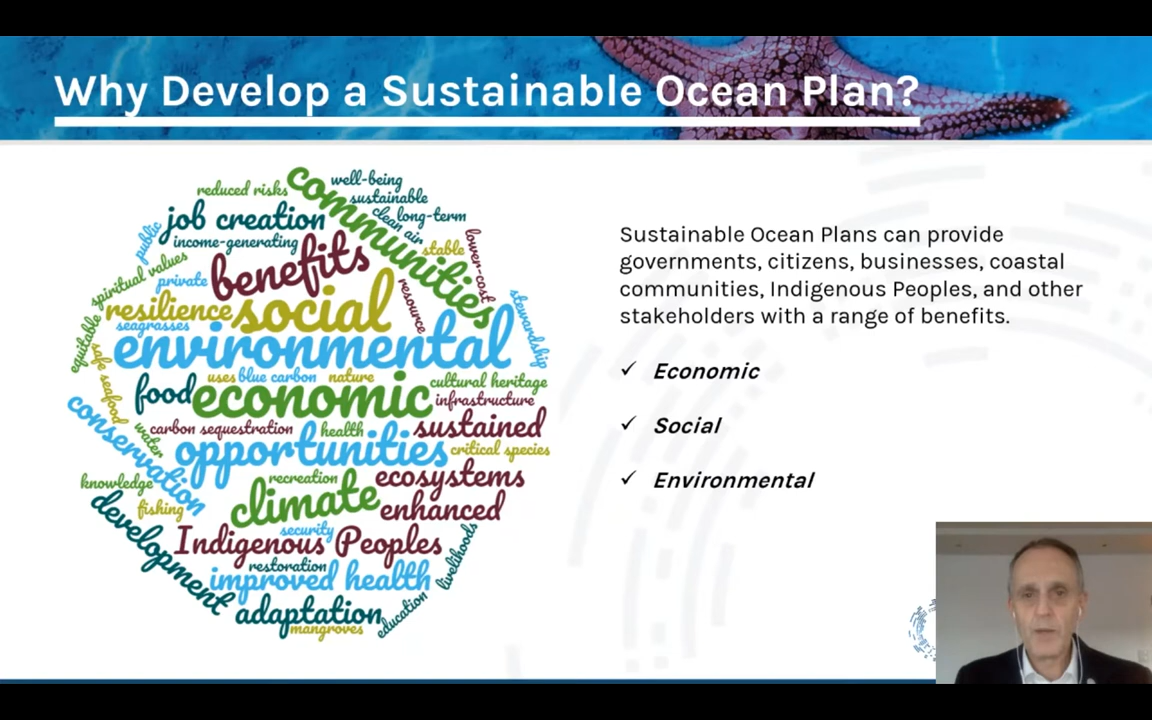 Why Develop a Sustainable Ocean Plan?
reduced risks
communities
well-being
sustainable
clean air
long-term
job creation
public
income-generating
stable
lower-cost
benefits
spiritual values
private
resource
resilience
social
stewardship
seagrasses
equitable
environmental
safe seafood
uses
blue carbon
nature
cultural heritage
food
economic
infrastructure
conservation
water
carbon sequestration
health
sustained
opportunities
critical species
knowledge
recreation
ecosystems
fishing
climate
enhanced
development
security
Indigenous Peoples
livelihoods
restoration
improved health
adaptation
education
mangroves
Sustainable Ocean Plans can provide
governments, citizens, businesses, coastal
communities, Indigenous Peoples, and other
stakeholders with a range of benefits.
✓ Economic
✓ Social
✓ Environmental